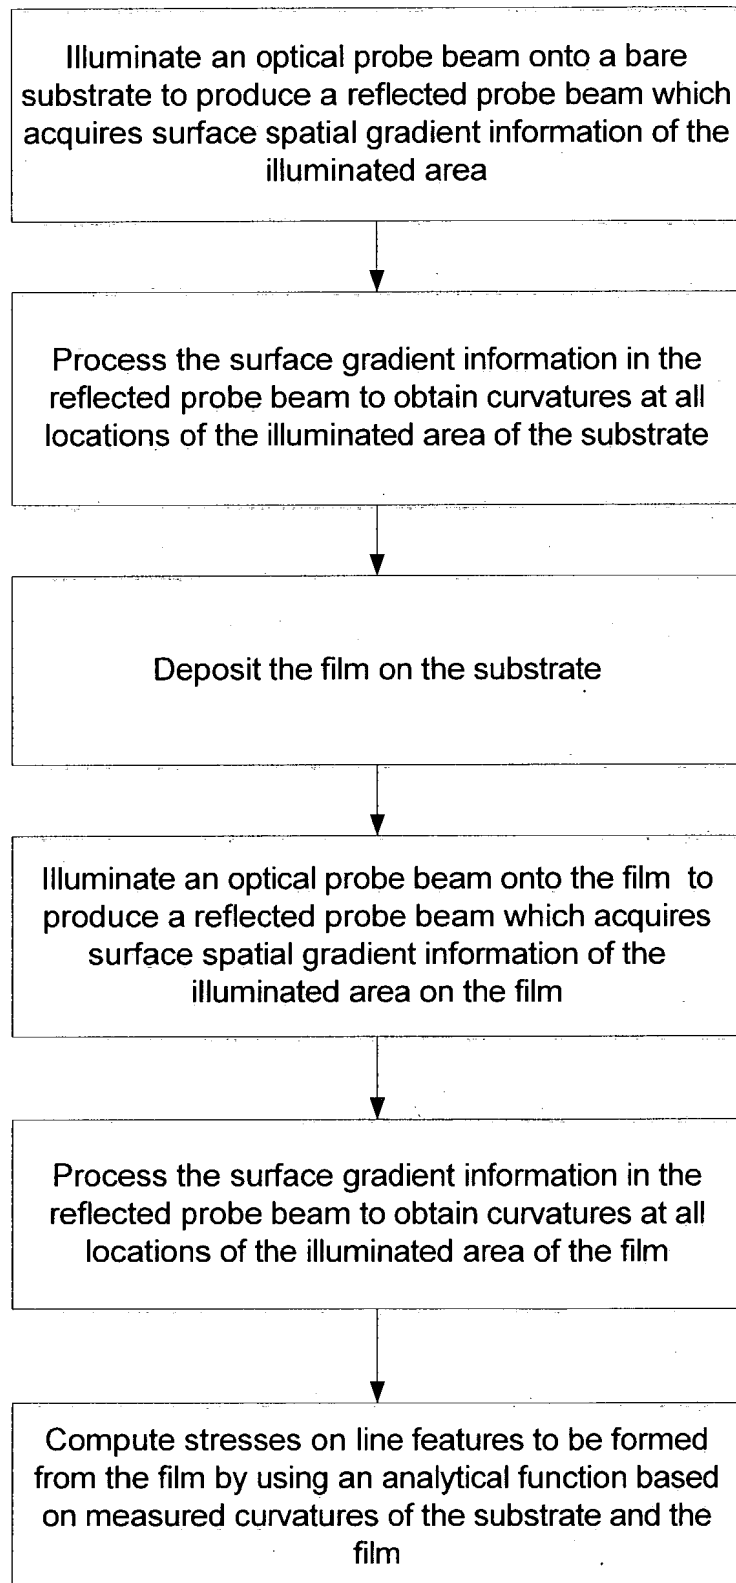 Illuminate an optical probe beam onto a bare
substrate to produce a reflected probe beam which
acquires surface spatial gradient information of the
illuminated area
Process the surface gradient information in the
reflected probe beam to obtain curvatures at all
locations of the illuminated area of the substrate
Deposit the film on the substrate
Illuminate an optical probe beam onto the film to
produce a reflected probe beam which acquires
surface spatial gradient information of the
illuminated area on the film
Process the surface gradient information in the
reflected probe beam to obtain curvatures at all
locations of the illuminated area of the film
Compute stresses on line features to be formed
from the film by using an analytical function based
on measured curvatures of the substrate and the
film